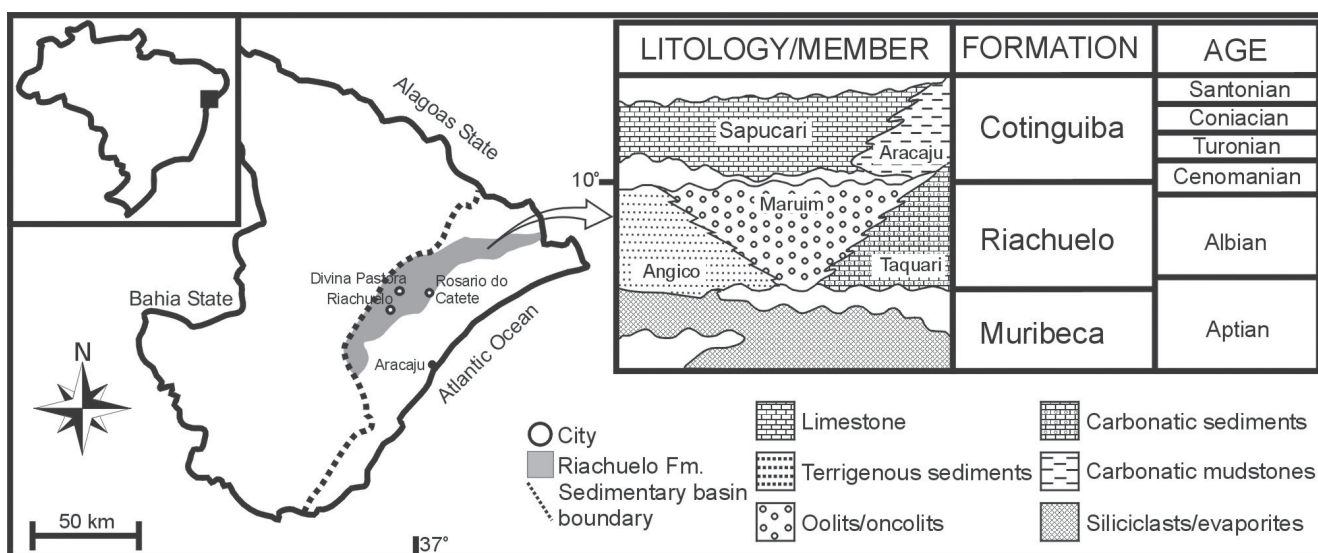 Alagoas State
Bahia State
Divina Pastora
Riachuelo
Rosario do
Catete
Aracaju
Atlantic Ocean
N
50 km
37°
10°
City
Riachuelo Fm.
Sedimentary basin
boundary
LITOLOGY/MEMBER
FORMATION
AGE
Sapucari
Aracaju
Maruim
Angico
Taquari
Cotinguiba
Riachuelo
Muribeca
Santonian
Coniacian
Turonian
Cenomanian
Albian
Aptian
Limestone
Terrigenous sediments
Oolits/oncolits
Carbonatic sediments
Carbonatic mudstones
Siliciclasts/evaporites